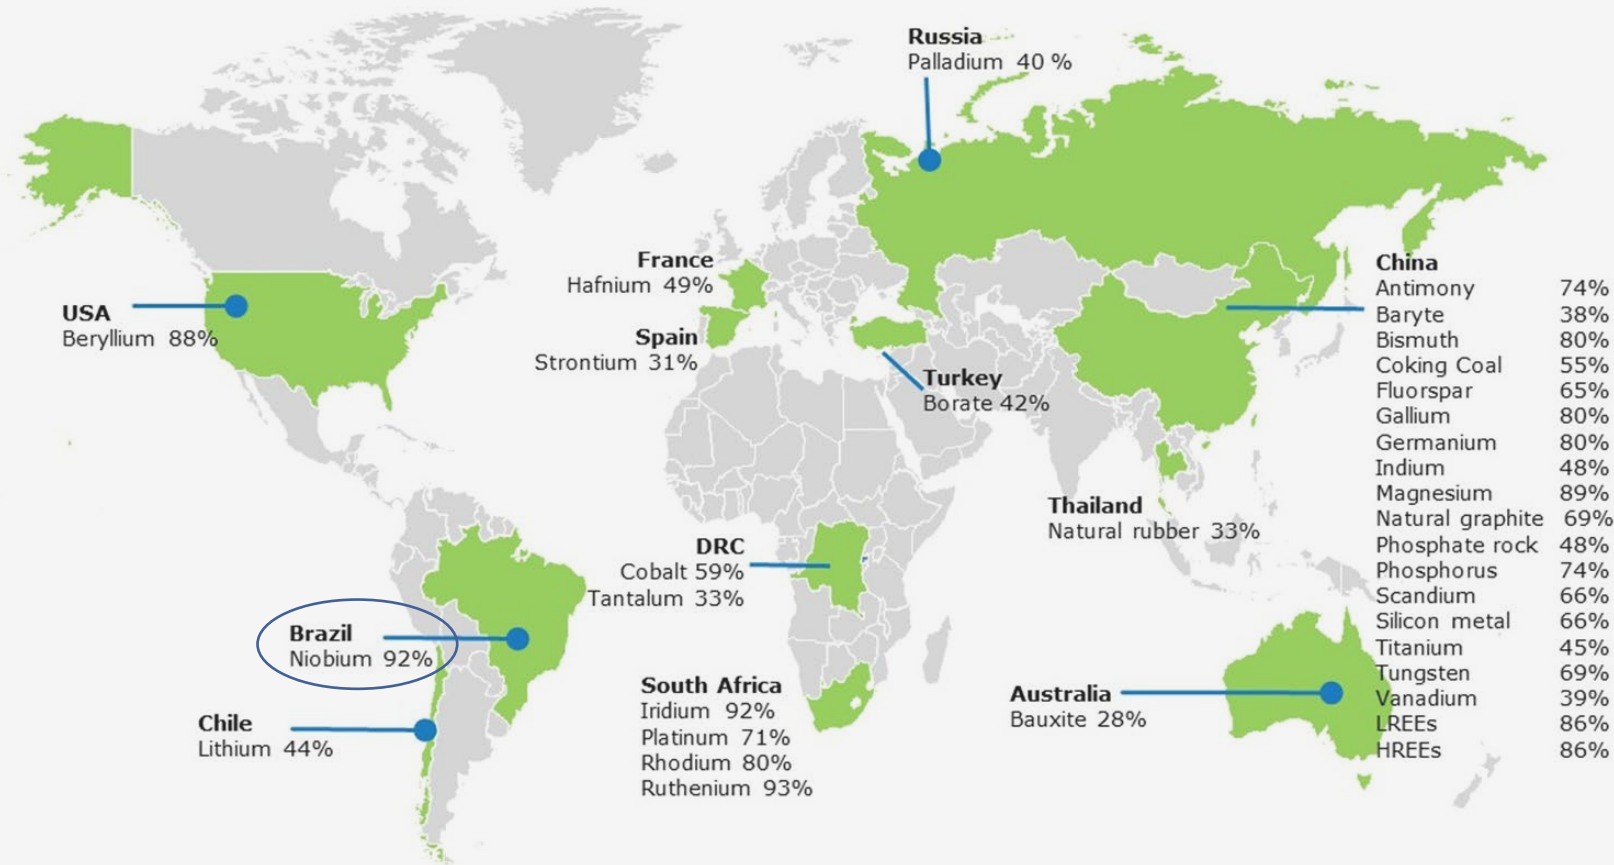 Russia
Palladium 40 %
France
Hafnium 49%
USA
Beryllium 88%
Spain
Strontium 31%
Turkey
Borate 42%
China
Antimony 74%
Baryte 38%
Bismuth 80%
Coking Coal 55%
Fluorspar 65%
Gallium 80%
Germanium 80%
Indium 48%
Magnesium 89%
Natural graphite 69%
Phosphate rock 48%
Phosphorus 74%
Scandium 66%
Silicon metal 66%
Titanium 45%
Tungsten 69%
Vanadium 39%
LREEs 86%
HREEs 86%
Thailand
Natural rubber 33%
DRC
Cobalt 59%
Tantalum 33%
Brazil
Niobium 92%
Chile
Lithium 44%
South Africa
Iridium 92%
Platinum 71%
Rhodium 80%
Ruthenium 93%
Australia
Bauxite 28%